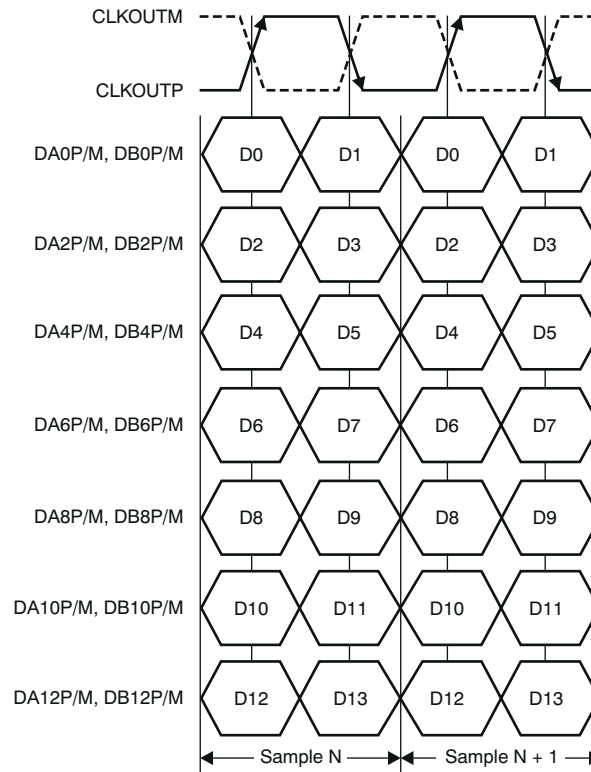 CLKOUTM
CLKOUTP
DA0P/M, DB0P/M D0 D1 D0 D1
DA2P/M, DB2P/M D2 D3 D2 D3
DA4P/M, DB4P/M D4 D5 D4 D5
DA6P/M, DB6P/M D6 D7 D6 D7
DA8P/M, DB8P/M D8 D9 D8 D9
DA10P/M, DB10P/M D10 D11 D10 D11
DA12P/M, DB12P/M D12 D13 D12 D13
Sample N Sample N + 1